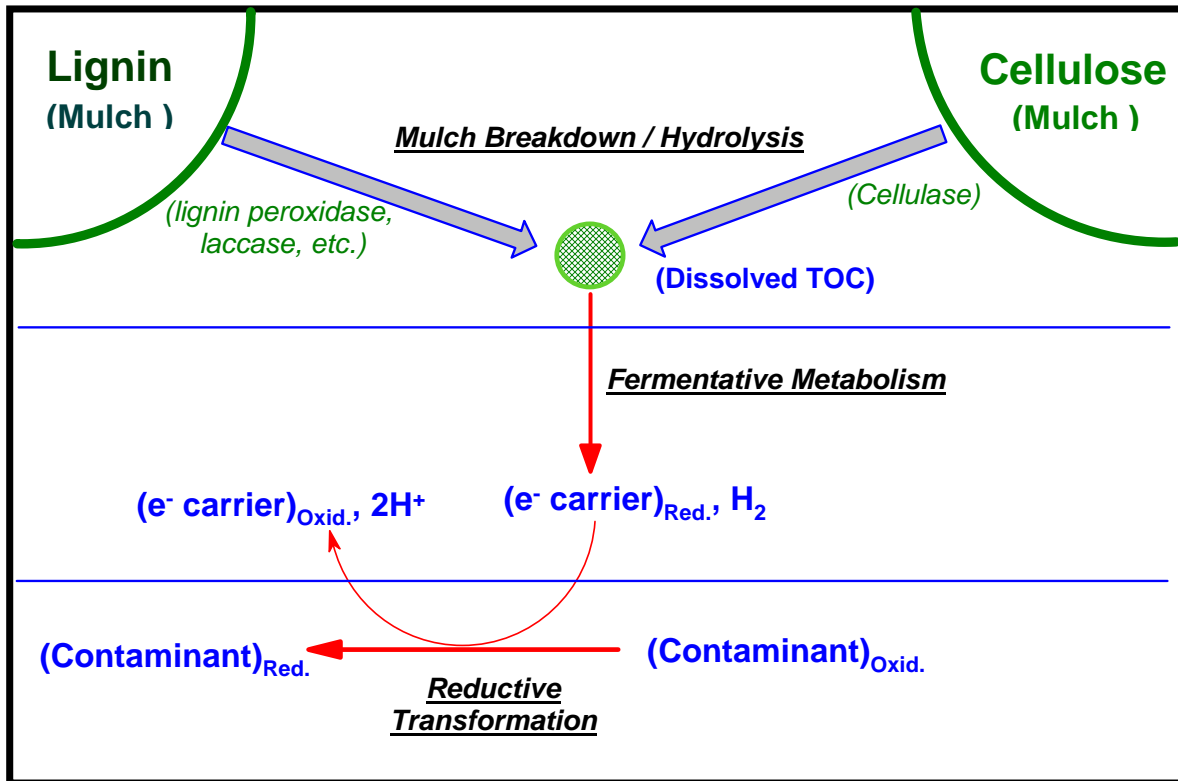 Lignin
(Mulch )
Cellulose
(Mulch )
Mulch Breakdown / Hydrolysis
(lignin peroxidase,
laccase, etc.)
(Cellulase)
(Dissolved TOC)
Fermentative Metabolism
(e⁻ carrier)Oxid., 2H⁺
(e⁻ carrier)Red., H₂
(Contaminant)Red.
(Contaminant)Oxid.
Reductive
Transformation